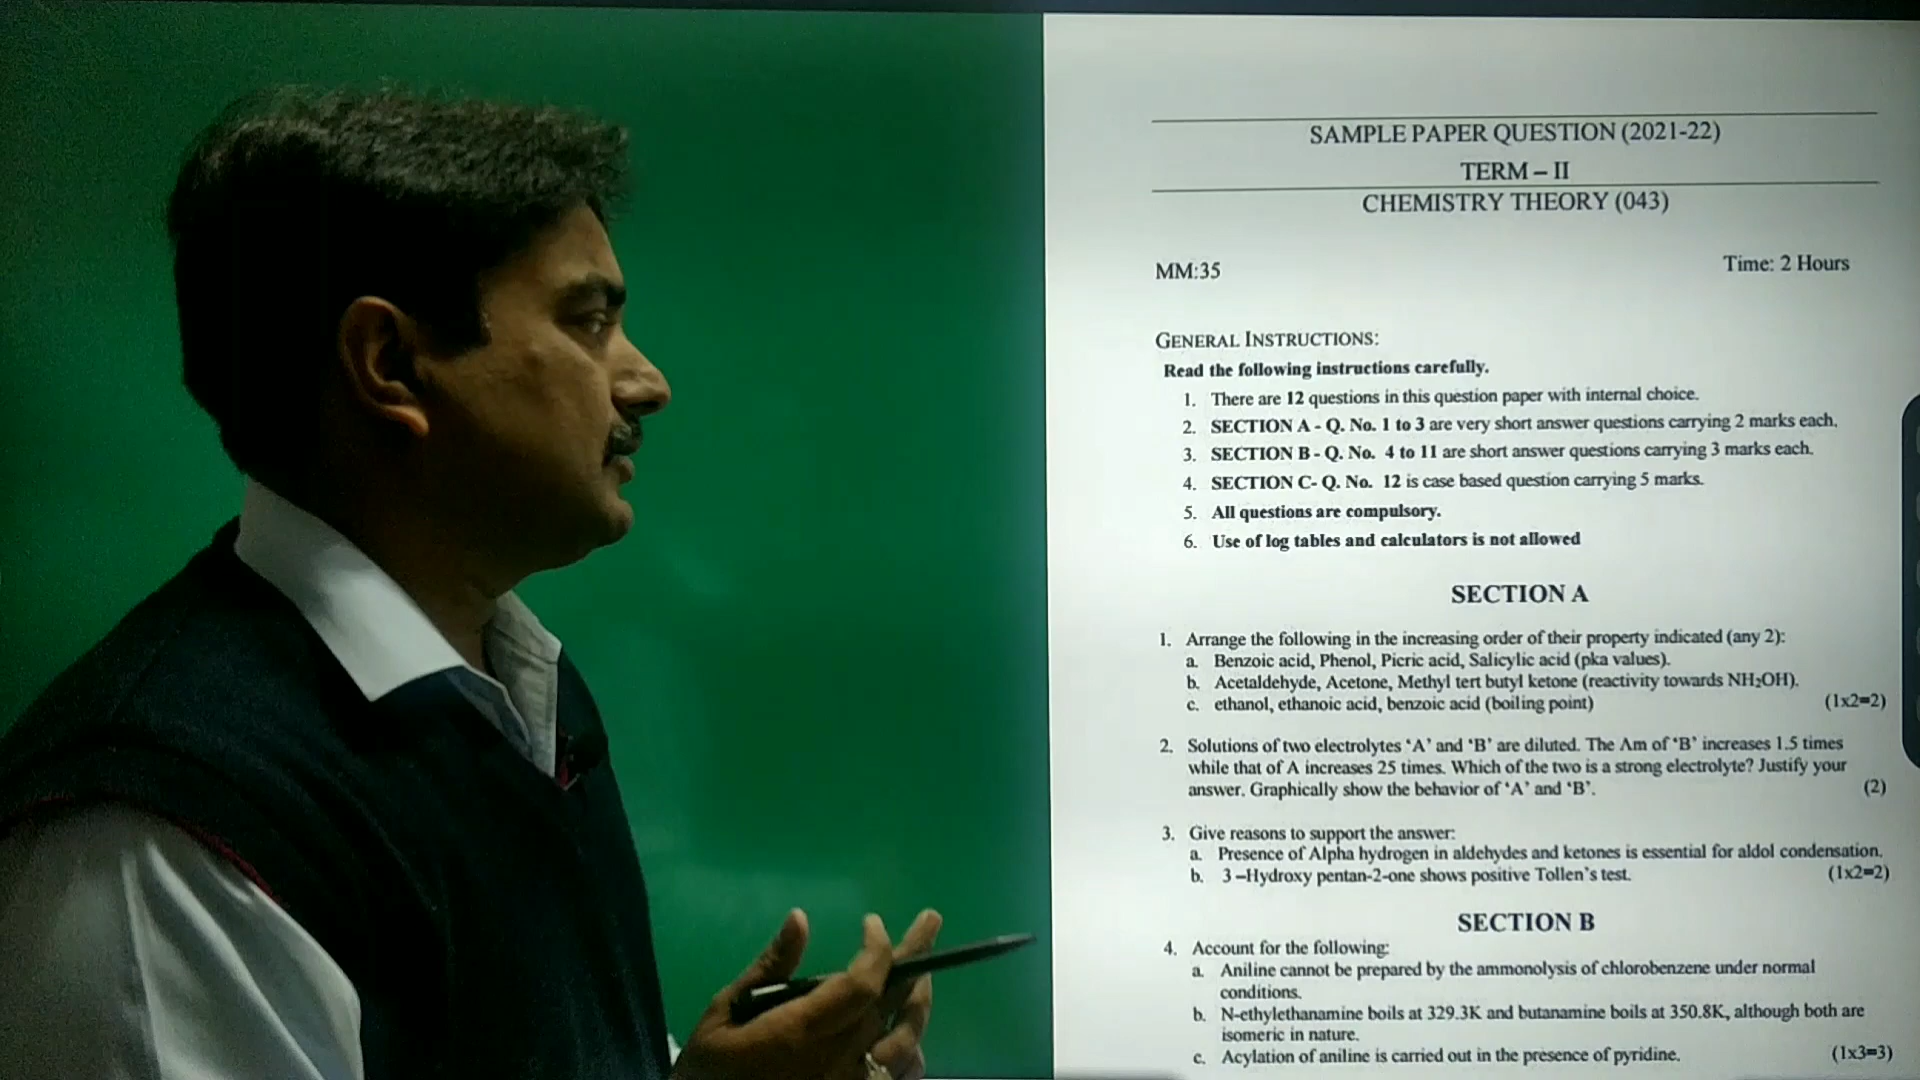 SAMPLE PAPER QUESTION (2021-22)
TERM – II
CHEMISTRY THEORY (043)
MM:35
Time: 2 Hours
GENERAL INSTRUCTIONS:
Read the following instructions carefully.
1. There are 12 questions in this question paper with internal choice.
2. SECTION A - Q. No. 1 to 3 are very short answer questions carrying 2 marks each.
3. SECTION B - Q. No. 4 to 11 are short answer questions carrying 3 marks each.
4. SECTION C- Q. No. 12 is case based question carrying 5 marks.
5. All questions are compulsory.
6. Use of log tables and calculators is not allowed
SECTION A
1. Arrange the following in the increasing order of their property indicated (any 2):
a. Benzoic acid, Phenol, Picric acid, Salicylic acid (pka values).
b. Acetaldehyde, Acetone, Methyl tert butyl ketone (reactivity towards NH₂OH).
c. ethanol, ethanoic acid, benzoic acid (boiling point) (1x2=2)
2. Solutions of two electrolytes ‘A’ and ‘B’ are diluted. The Λm of ‘B’ increases 1.5 times
while that of A increases 25 times. Which of the two is a strong electrolyte? Justify your
answer. Graphically show the behavior of ‘A’ and ‘B’. (2)
3. Give reasons to support the answer:
a. Presence of Alpha hydrogen in aldehydes and ketones is essential for aldol condensation.
b. 3 –Hydroxy pentan-2-one shows positive Tollen’s test. (1x2=2)
SECTION B
4. Account for the following:
a. Aniline cannot be prepared by the ammonolysis of chlorobenzene under normal
conditions.
b. N-ethylethanamine boils at 329.3K and butanamine boils at 350.8K, although both are
isomeric in nature.
c. Acylation of aniline is carried out in the presence of pyridine. (1x3=3)